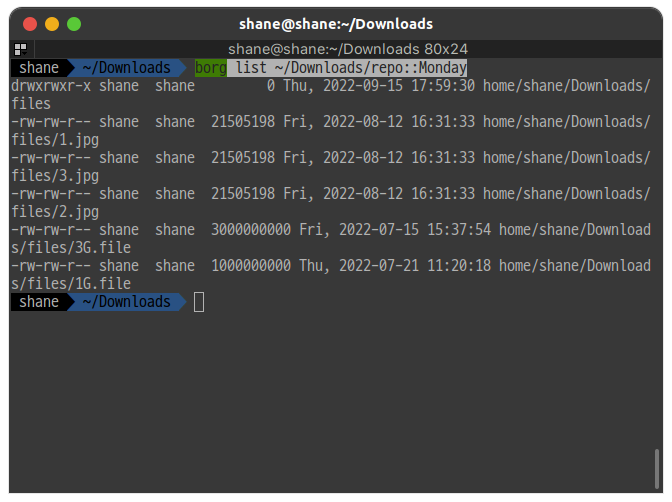 shane@shane:~/Downloads
shane@shane:~/Downloads 80x24
shane ~/Downloads borg list ~/Downloads/repo::Monday
drwxrwxr-x shane  shane         0 Thu, 2022-09-15 17:59:30 home/shane/Downloads/
files
-rw-rw-r-- shane  shane  21505198 Fri, 2022-08-12 16:31:33 home/shane/Downloads/
files/1.jpg
-rw-rw-r-- shane  shane  21505198 Fri, 2022-08-12 16:31:33 home/shane/Downloads/
files/3.jpg
-rw-rw-r-- shane  shane  21505198 Fri, 2022-08-12 16:31:33 home/shane/Downloads/
files/2.jpg
-rw-rw-r-- shane  shane  3000000000 Fri, 2022-07-15 15:37:54 home/shane/Download
s/files/3G.file
-rw-rw-r-- shane  shane  1000000000 Thu, 2022-07-21 11:20:18 home/shane/Download
s/files/1G.file
shane ~/Downloads